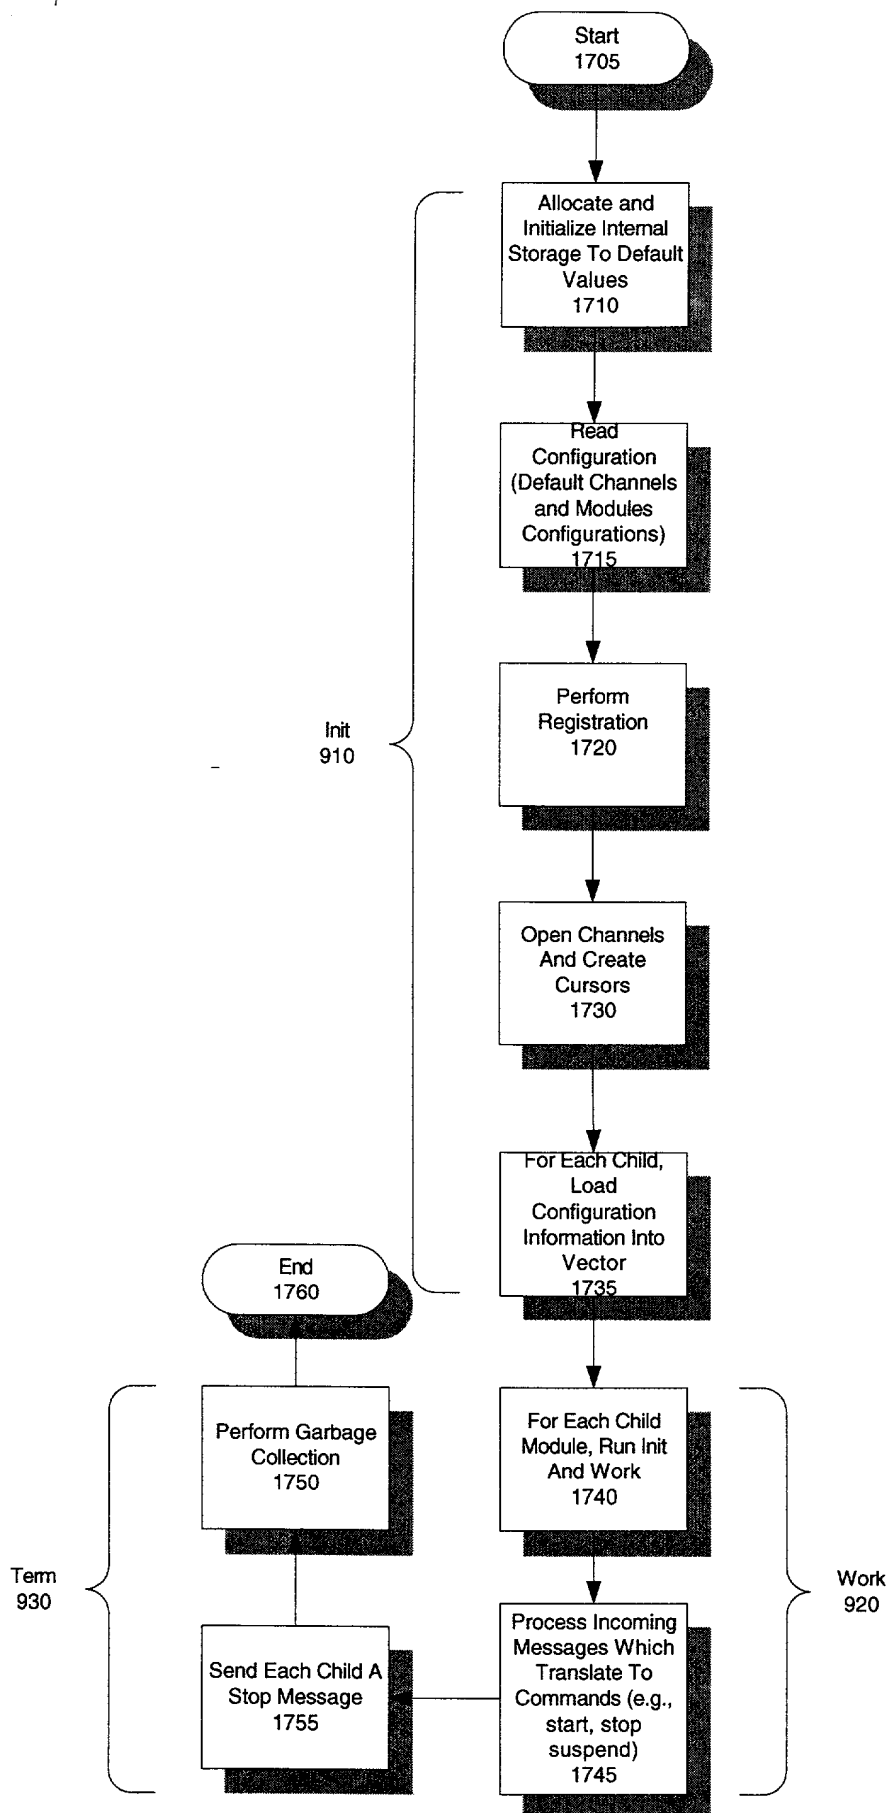 Start
1705
Allocate and
Initialize Internal
Storage To Default
Values
1710
Read
Configuration
(Default Channels
and Modules
Configurations)
1715
Init
910
Perform
Registration
1720
Open Channels
And Create
Cursors
1730
For Each Child,
Load
Configuration
Information Into
Vector
1735
End
1760
Perform Garbage
Collection
1750
For Each Child
Module, Run Init
And Work
1740
Term
930
Work
920
Send Each Child A
Stop Message
1755
Process Incoming
Messages Which
Translate To
Commands (e.g.,
start, stop
suspend)
1745